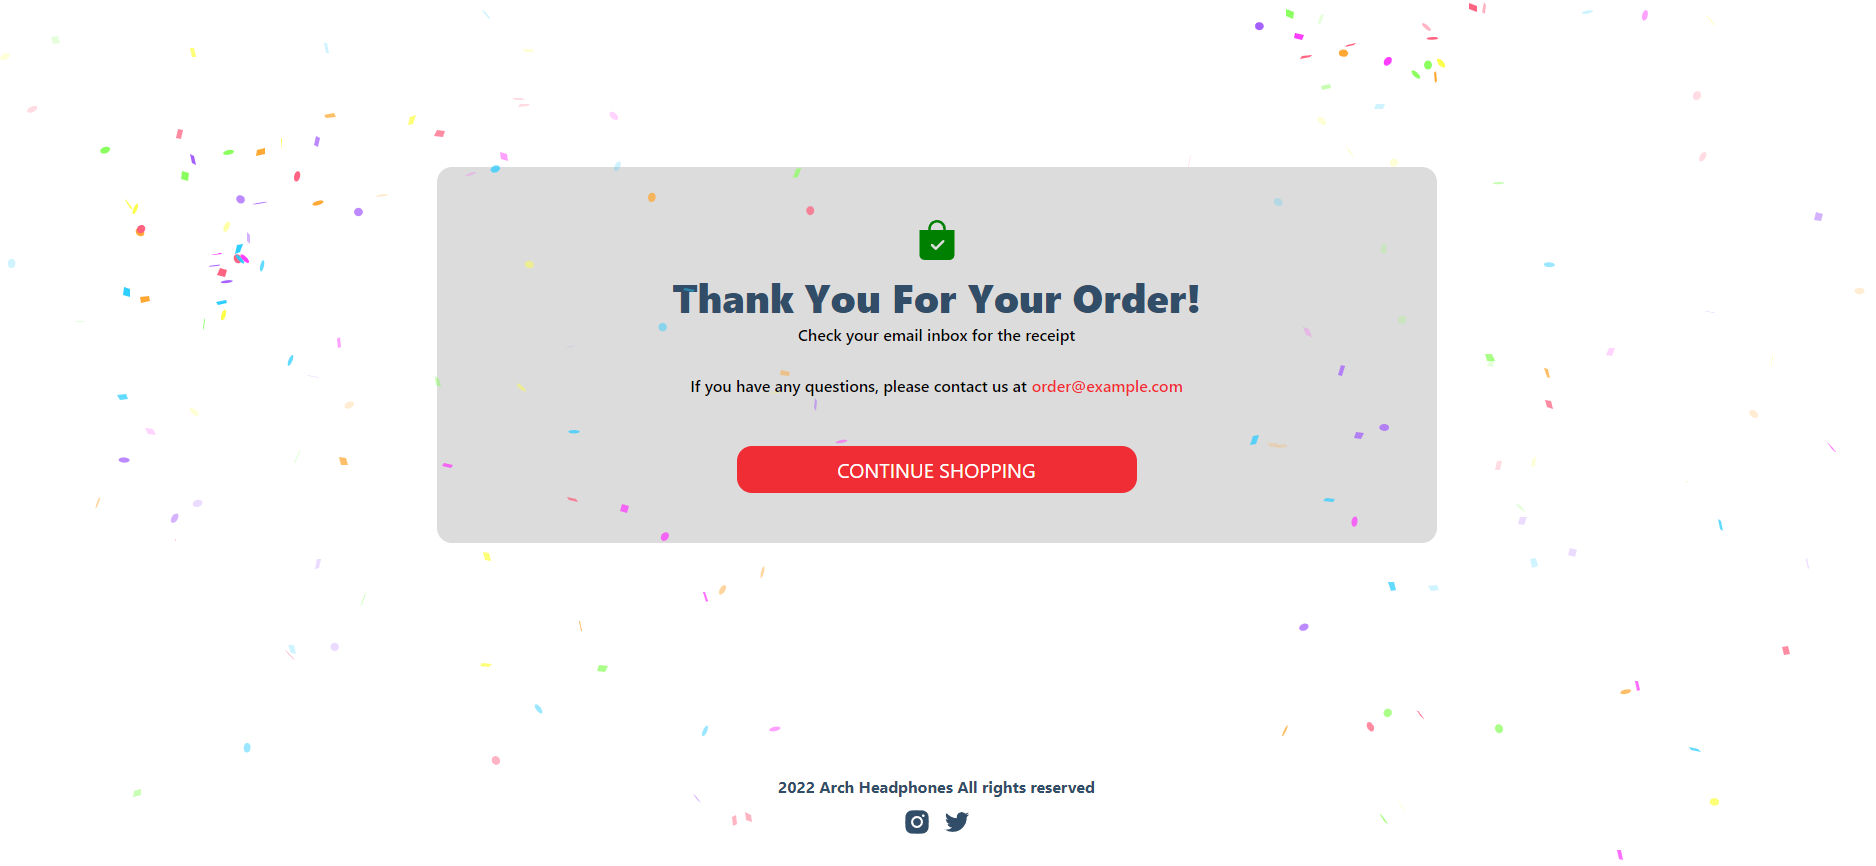 Thank You For Your Order!
Check your email inbox for the receipt
If you have any questions, please contact us at order@example.com
CONTINUE SHOPPING
2022 Arch Headphones All rights reserved